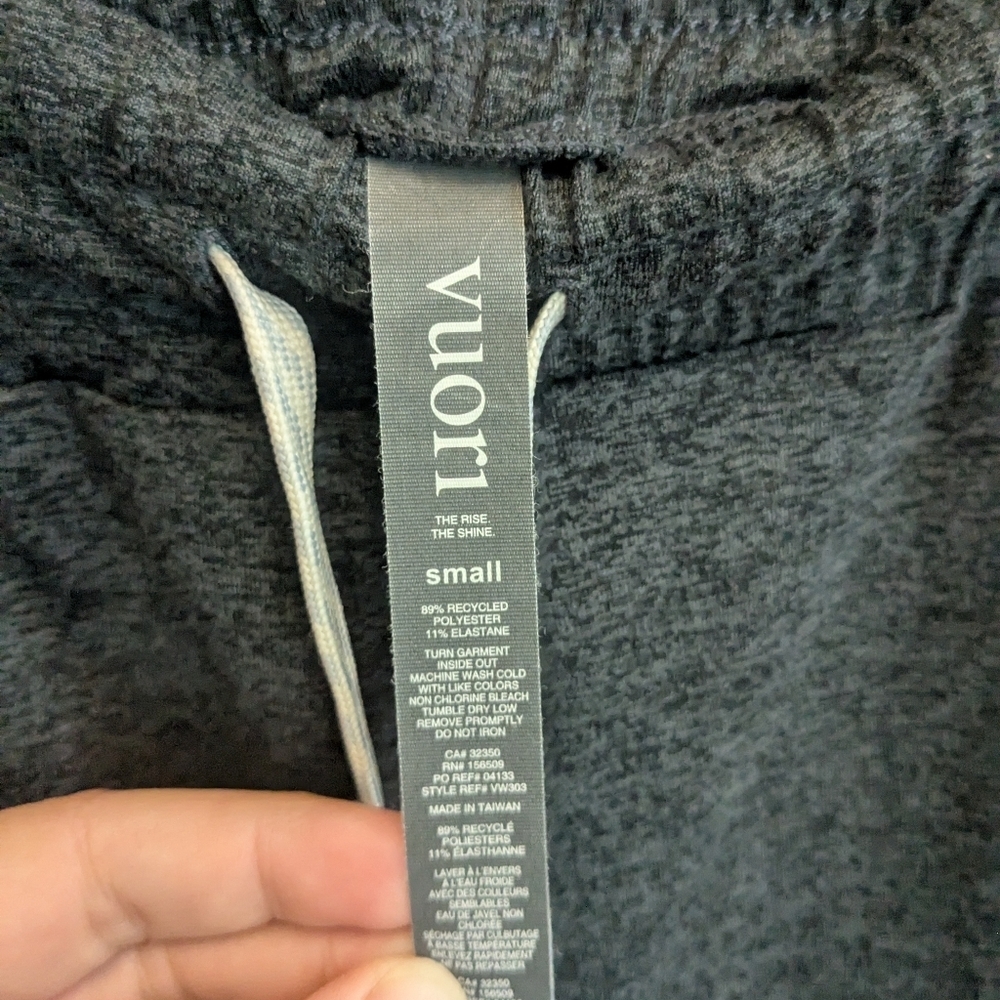 vuori
THE RISE.
THE SHINE.
small
89% RECYCLED
POLYESTER
11% ELASTANE
TURN GARMENT
INSIDE OUT
MACHINE WASH COLD
WITH LIKE COLORS
NON CHLORINE BLEACH
TUMBLE DRY LOW
REMOVE PROMPTLY
DO NOT IRON
CA# 32350
RN# 156509
PO REF# 04133
STYLE REF# VW303
MADE IN TAIWAN
89% RECYCLÉ
POLIESTERS
11% ÉLASTHANNE
LAVER À L'ENVERS
À L'EAU FROIDE
AVEC DES COULEURS
SEMBLABLES
EAU DE JAVEL NON
CHLORÉE
SÉCHAGE PAR CULBUTAGE
À BASSE TEMPÉRATURE
ENLEVEZ RAPIDEMENT
NE PAS REPASSER
CA# 32350
156509